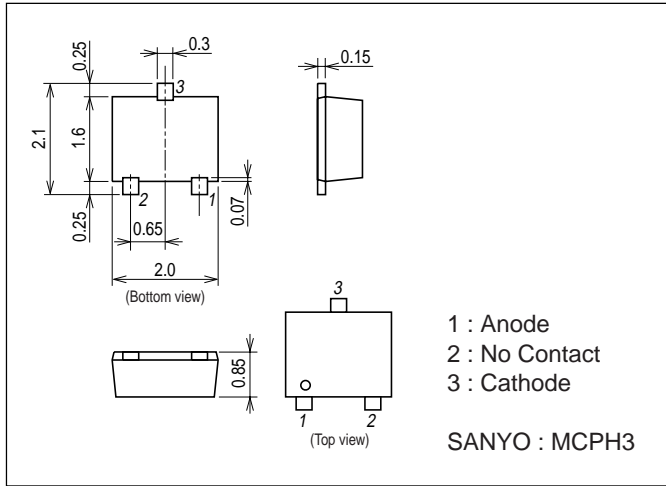 0.25
0.3
0.15
3
2.1
1.6
2
1
0.25
0.65
0.07
2.0
(Bottom view)
3
0.85
1 : Anode
2 : No Contact
3 : Cathode
1
2
(Top view)
SANYO : MCPH3